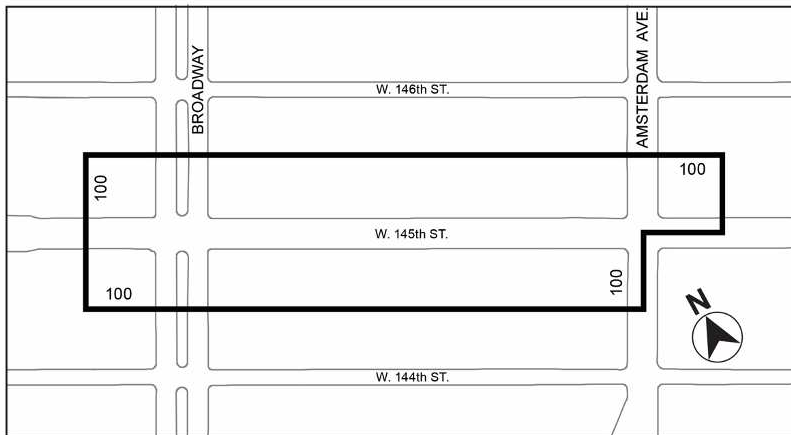 BROADWAY
AMSTERDAM AVE.
W. 146th ST.
100
100
W. 145th ST.
100
100
N
W. 144th ST.